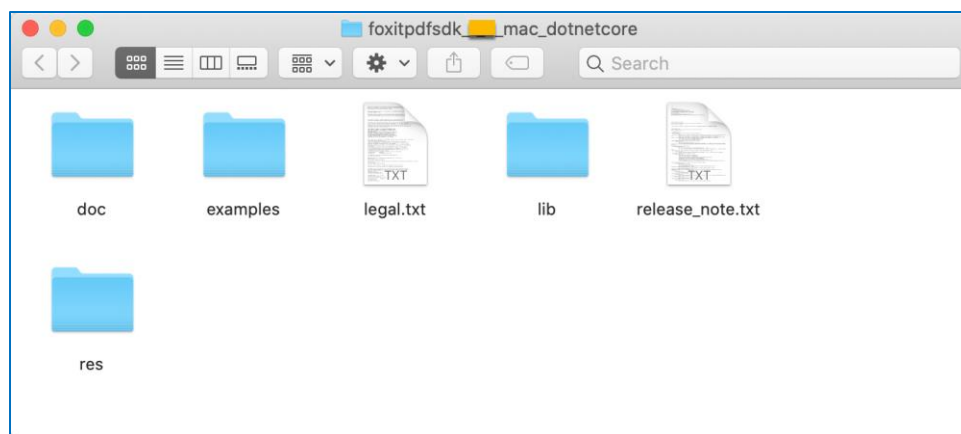 foxitpdfsdk_ _mac_dotnetcore
Search
TXT
TXT
doc
examples
legal.txt
lib
release_note.txt
res